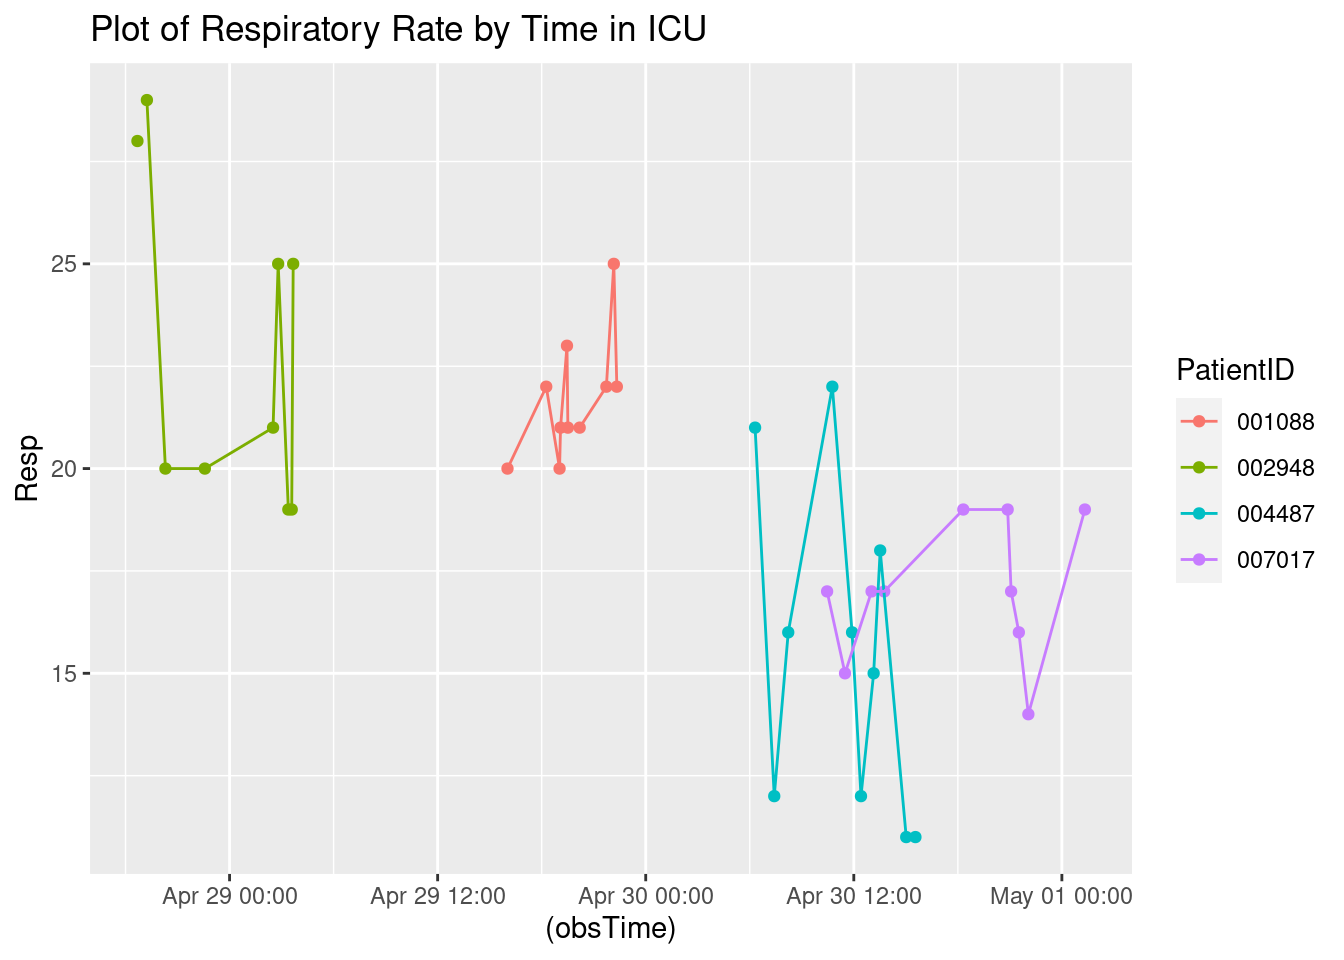 Plot of Respiratory Rate by Time in ICU
25
20
15
Resp
Apr 29 00:00
Apr 29 12:00
Apr 30 00:00
Apr 30 12:00
May 01 00:00
(obsTime)
PatientID
001088
002948
004487
007017